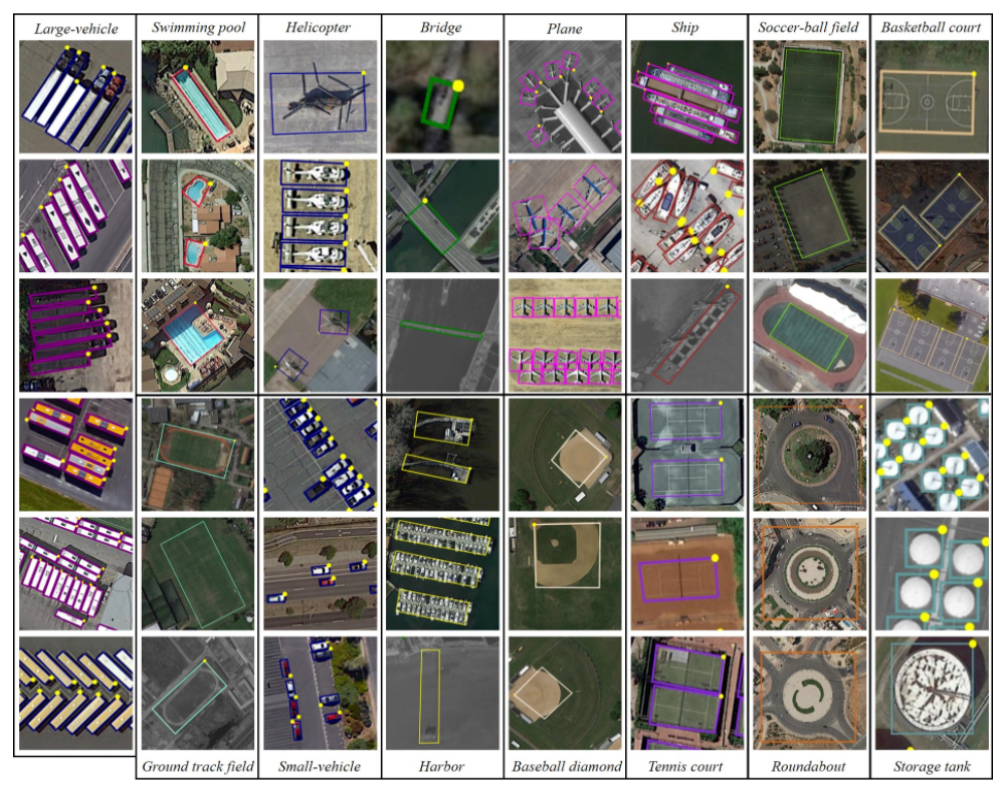 Large-vehicle Swimming pool Helicopter Bridge Plane Ship Soccer-ball field Basketball court
Ground track field Small-vehicle Harbor Baseball diamond Tennis court Roundabout Storage tank